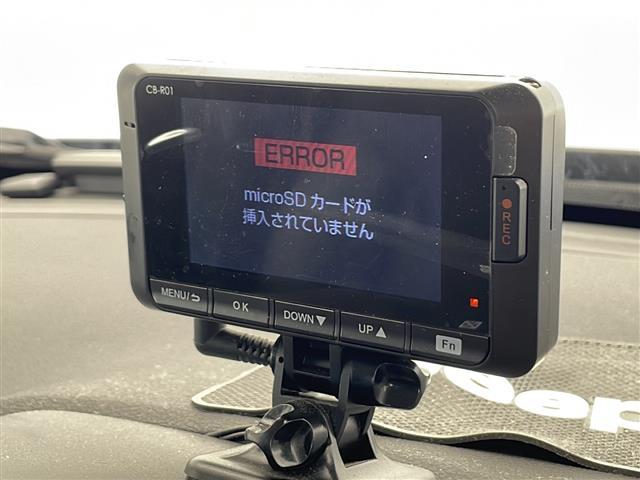 CB-R01
ERROR
microSD カードが
挿入されていません
●REC
MENU/⮌
OK
DOWN▼
UP▲
Fn